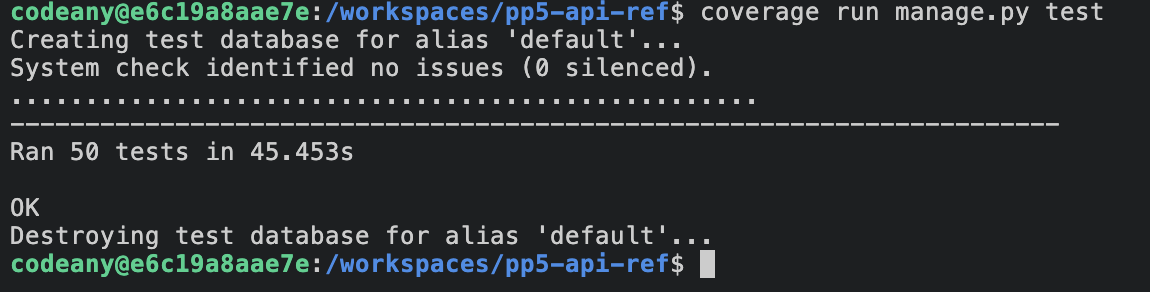 codeany@e6c19a8aae7e:/workspaces/pp5-api-ref$ coverage run manage.py test
Creating test database for alias 'default'...
System check identified no issues (0 silenced).
..................................................
----------------------------------------------------------------------
Ran 50 tests in 45.453s

OK
Destroying test database for alias 'default'...
codeany@e6c19a8aae7e:/workspaces/pp5-api-ref$